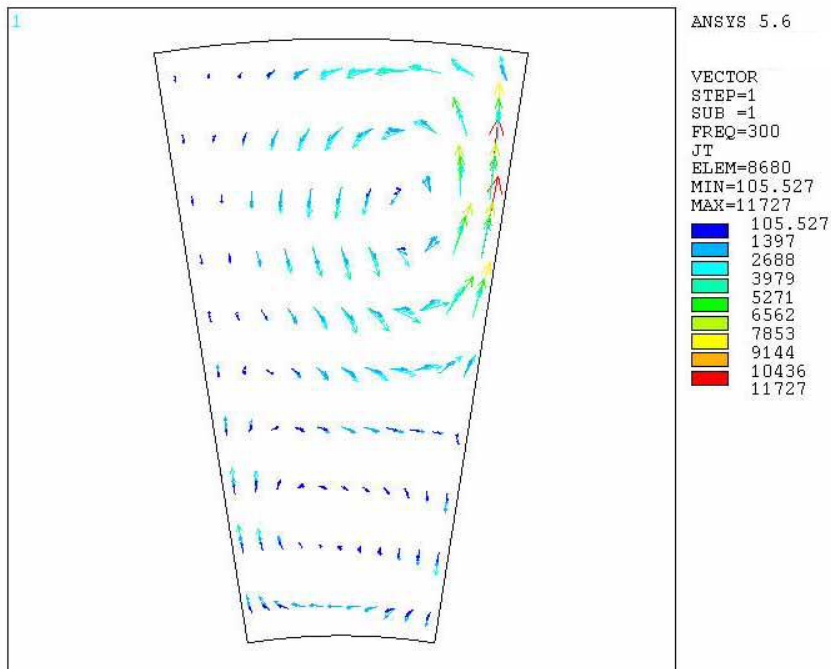 1
ANSYS 5.6
VECTOR
STEP=1
SUB =1
FREQ=300
JT
ELEM=8680
MIN=105.527
MAX=11727
105.527
1397
2688
3979
5271
6562
7853
9144
10436
11727